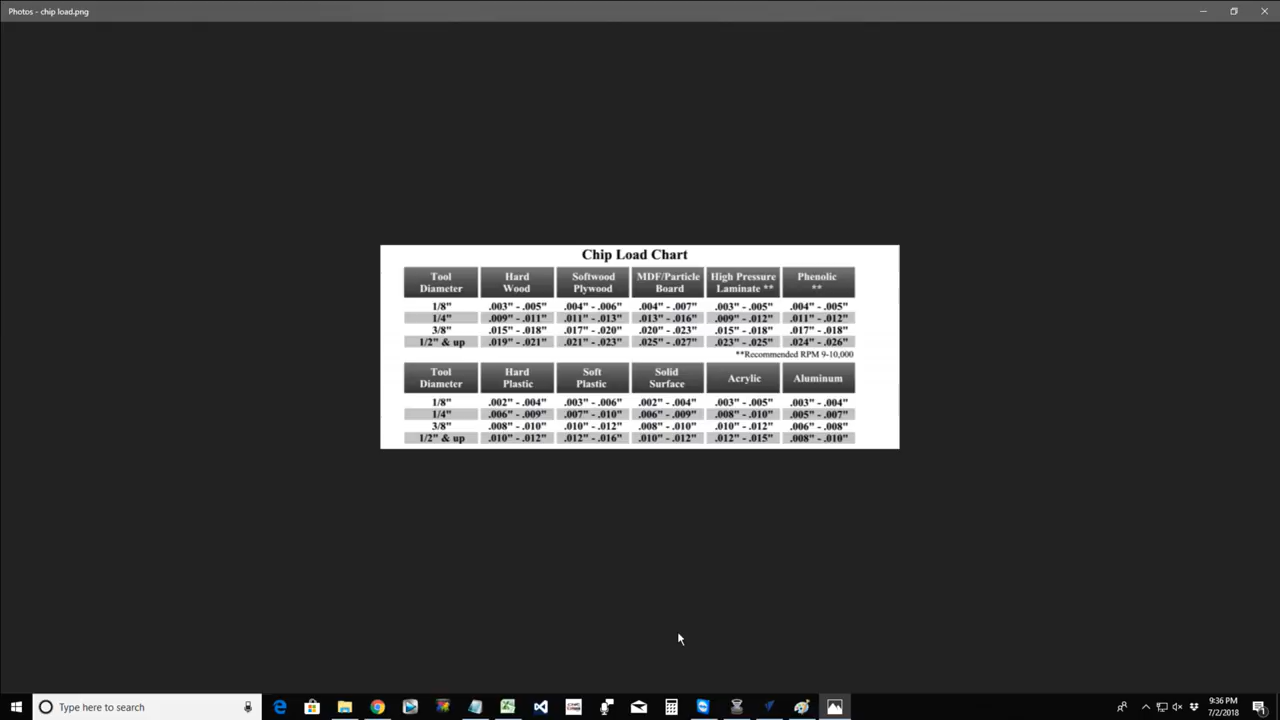 Photos - chip load.png
Chip Load Chart
Tool Diameter Hard Wood Softwood Plywood MDF/Particle Board High Pressure Laminate ** Phenolic **
1/8" .003" - .005" .004" - .006" .004" - .007" .003" - .005" .004" - .005"
1/4" .009" - .011" .011" - .013" .013" - .016" .009" - .012" .011" - .012"
3/8" .015" - .018" .017" - .020" .020" - .023" .015" - .018" .017" - .018"
1/2" & up .019" - .021" .021" - .023" .025" - .027" .023" - .025" .024" - .026"
**Recommended RPM 9-10,000
Tool Diameter Hard Plastic Soft Plastic Solid Surface Acrylic Aluminum
1/8" .002" - .004" .003" - .006" .002" - .004" .003" - .005" .003" - .004"
1/4" .006" - .009" .007" - .010" .006" - .009" .008" - .010" .005" - .007"
3/8" .008" - .010" .010" - .012" .008" - .010" .010" - .012" .006" - .008"
1/2" & up .010" - .012" .012" - .016" .010" - .012" .012" - .015" .008" - .010"
Type here to search
9:36 PM
7/2/2018